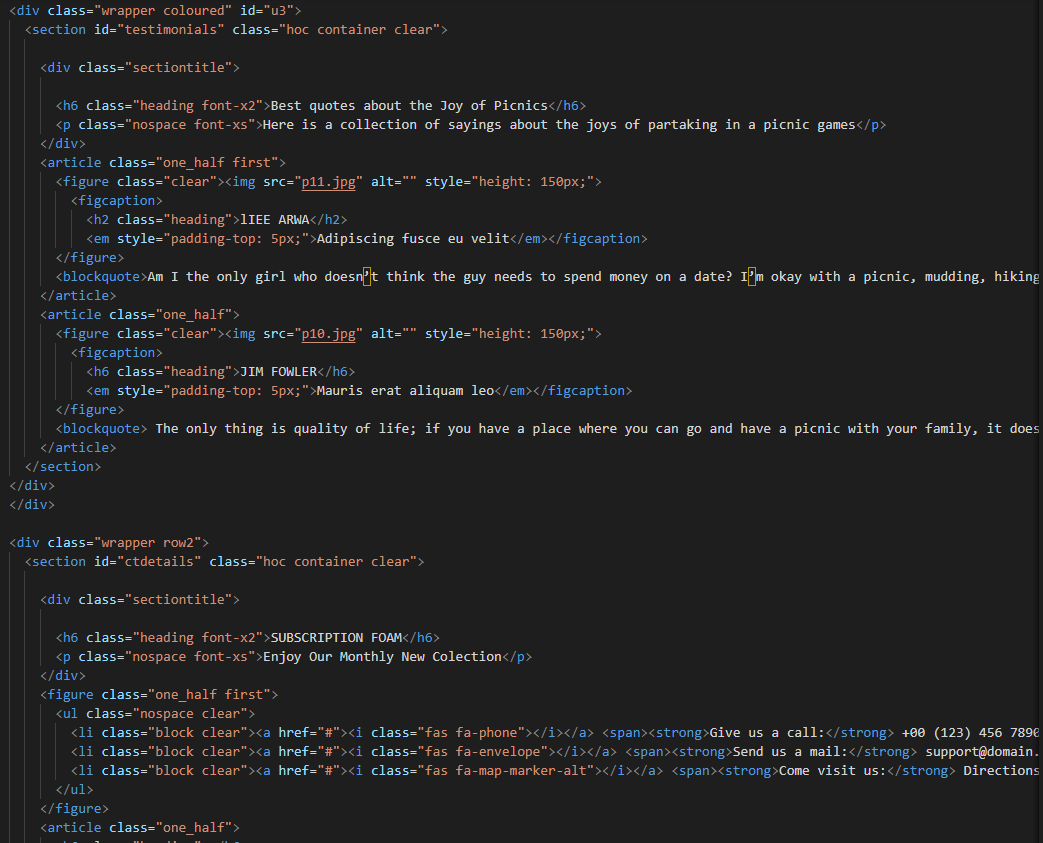 <div class="wrapper coloured" id="u3">
<section id="testimonials" class="hoc container clear">
<div class="sectiontitle">
<h6 class="heading font-x2">Best quotes about the Joy of Picnics</h6>
<p class="nospace font-xs">Here is a collection of sayings about the joys of partaking in a picnic games</p>
</div>
<article class="one_half first">
<figure class="clear"><img src="p11.jpg" alt="" style="height: 150px;">
<figcaption>
<h2 class="heading">lIEE ARWA</h2>
<em style="padding-top: 5px;">Adipiscing fusce eu velit</em></figcaption>
</figure>
<blockquote>Am I the only girl who doesn’t think the guy needs to spend money on a date? I’m okay with a picnic, mudding, hiking
</article>
<article class="one_half">
<figure class="clear"><img src="p10.jpg" alt="" style="height: 150px;">
<figcaption>
<h6 class="heading">JIM FOWLER</h6>
<em style="padding-top: 5px;">Mauris erat aliquam leo</em></figcaption>
</figure>
<blockquote> The only thing is quality of life; if you have a place where you can go and have a picnic with your family, it does
</article>
</section>
</div>
</div>
<div class="wrapper row2">
<section id="ctdetails" class="hoc container clear">
<div class="sectiontitle">
<h6 class="heading font-x2">SUBSCRIPTION FOAM</h6>
<p class="nospace font-xs">Enjoy Our Monthly New Colection</p>
</div>
<figure class="one_half first">
<ul class="nospace clear">
<li class="block clear"><a href="#"><i class="fas fa-phone"></i></a> <span><strong>Give us a call:</strong> +00 (123) 456 7890
<li class="block clear"><a href="#"><i class="fas fa-envelope"></i></a> <span><strong>Send us a mail:</strong> support@domain.
<li class="block clear"><a href="#"><i class="fas fa-map-marker-alt"></i></a> <span><strong>Come visit us:</strong> Directions
</ul>
</figure>
<article class="one_half">